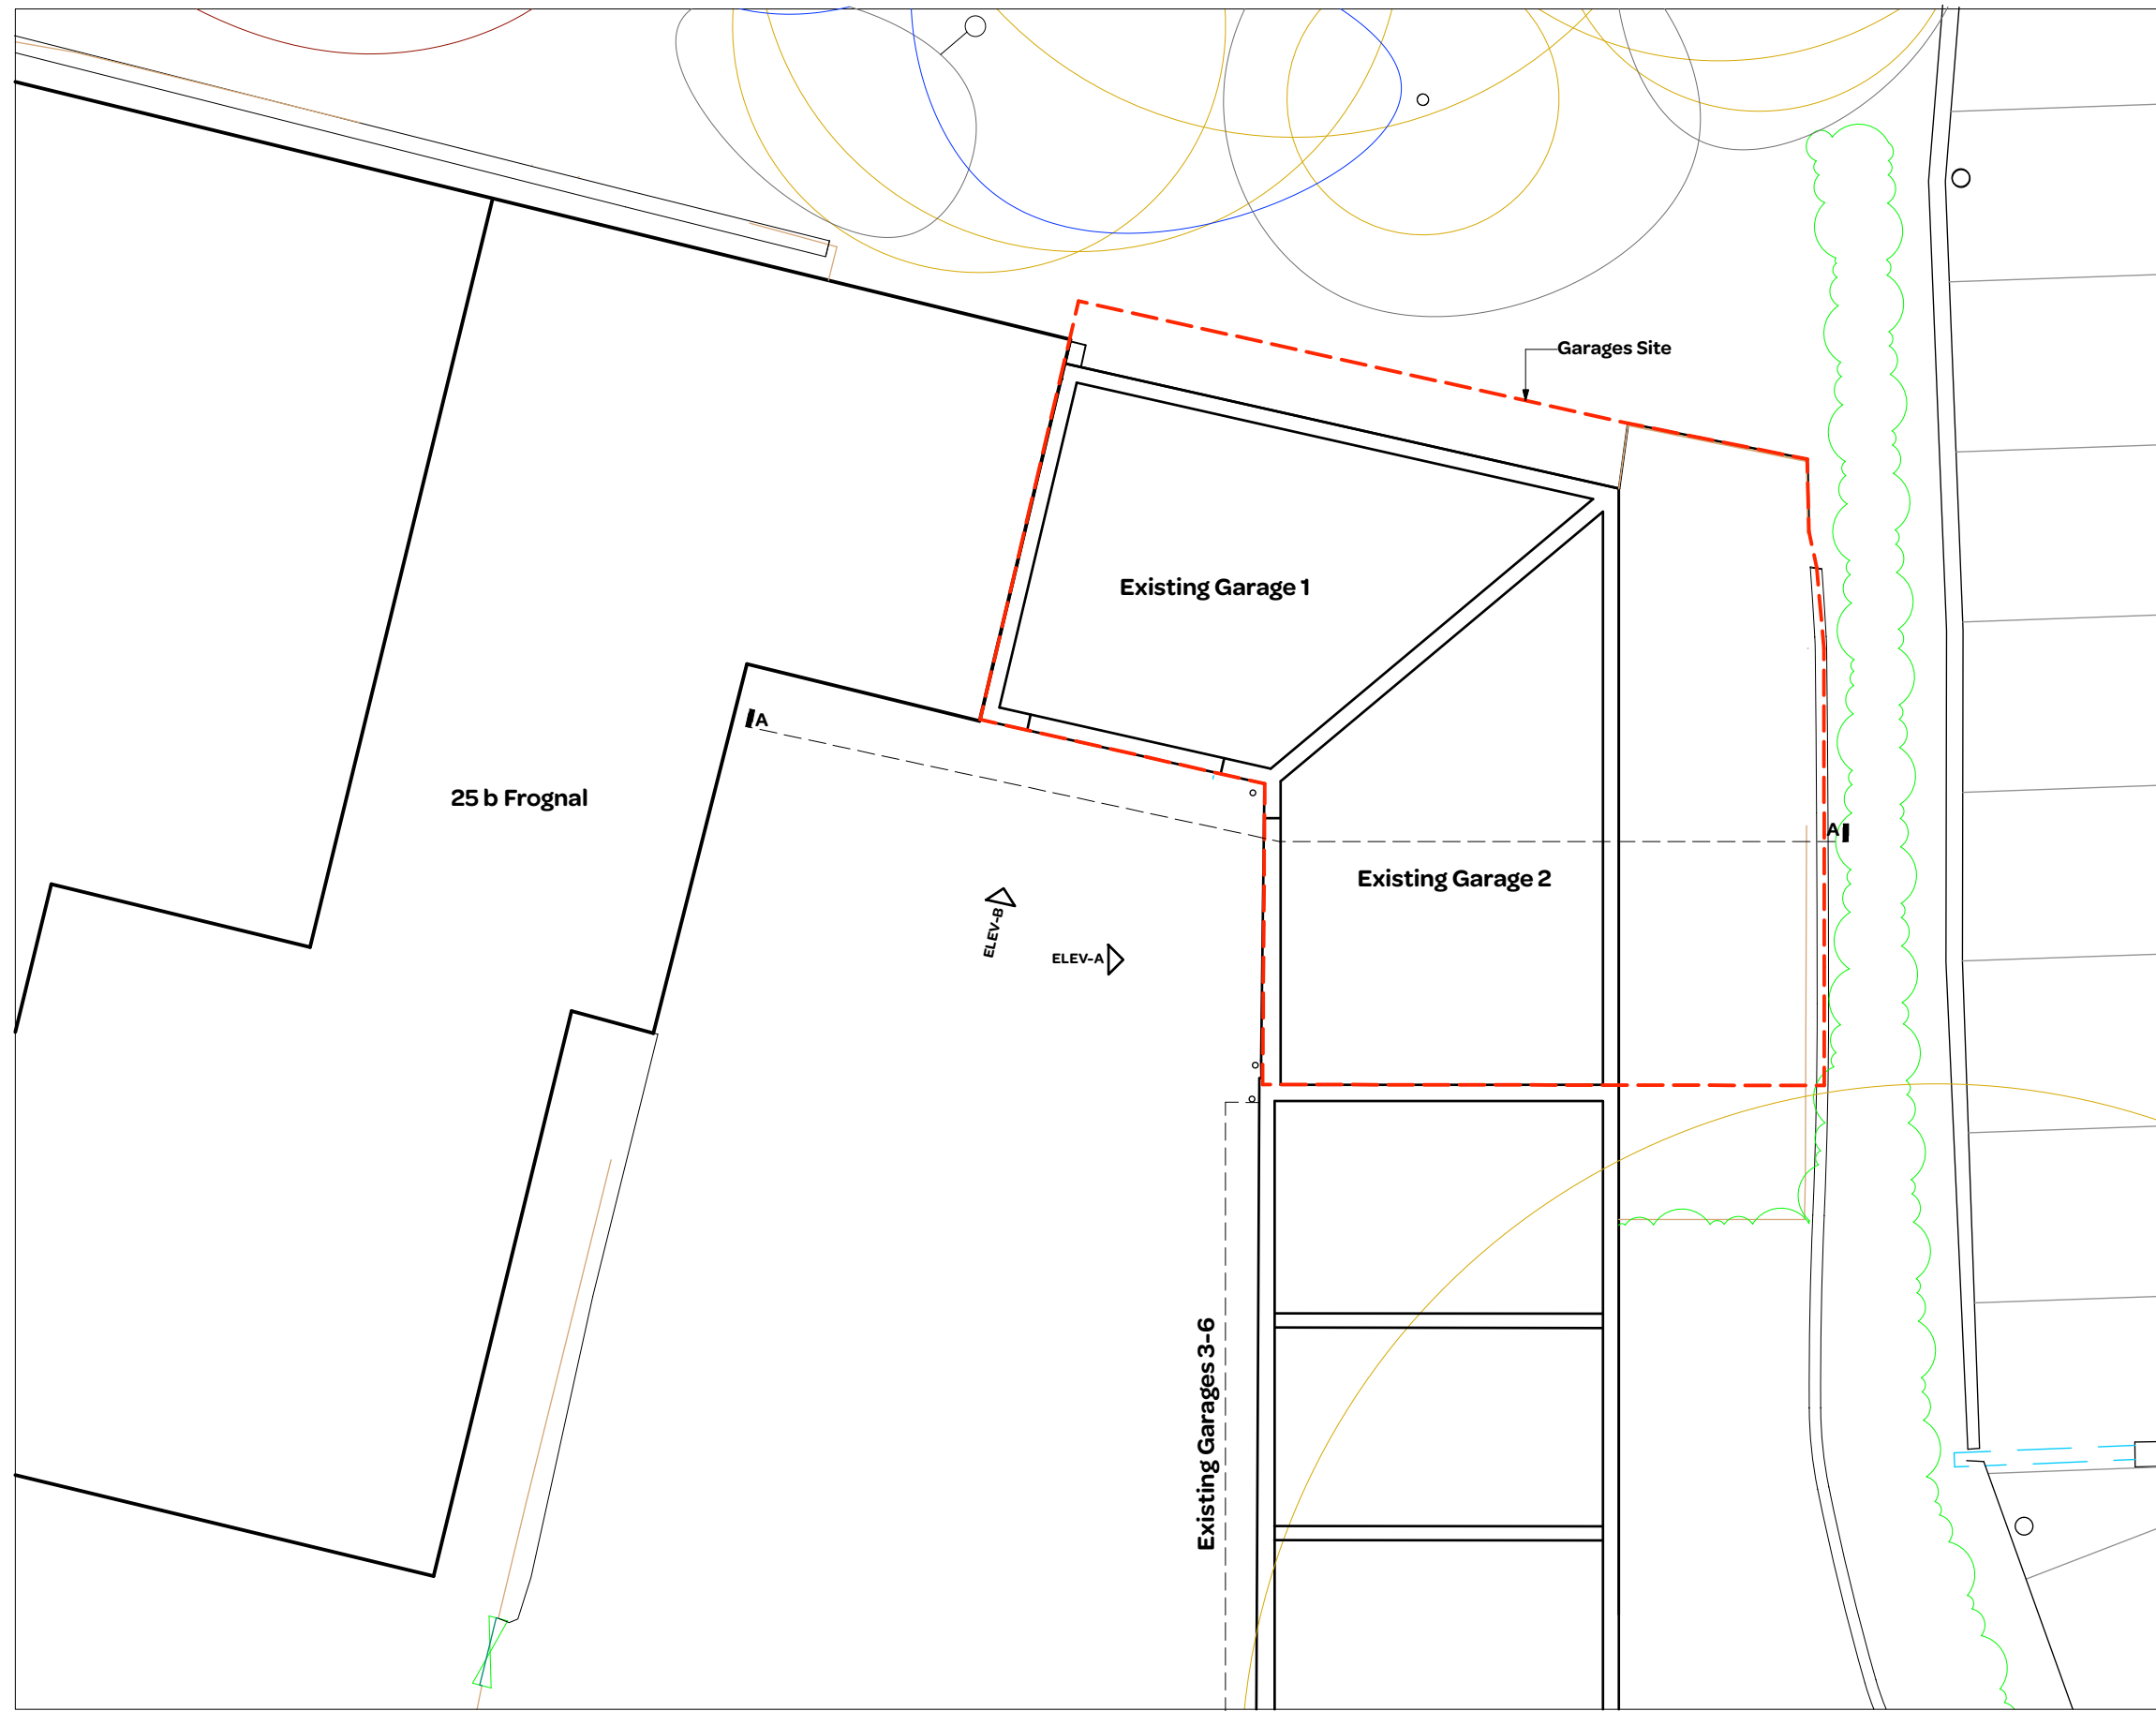 Garages Site
Existing Garage 1
A
25 b Frognal
A
Existing Garage 2
ELEV-B
ELEV-A
Existing Garages 3-6